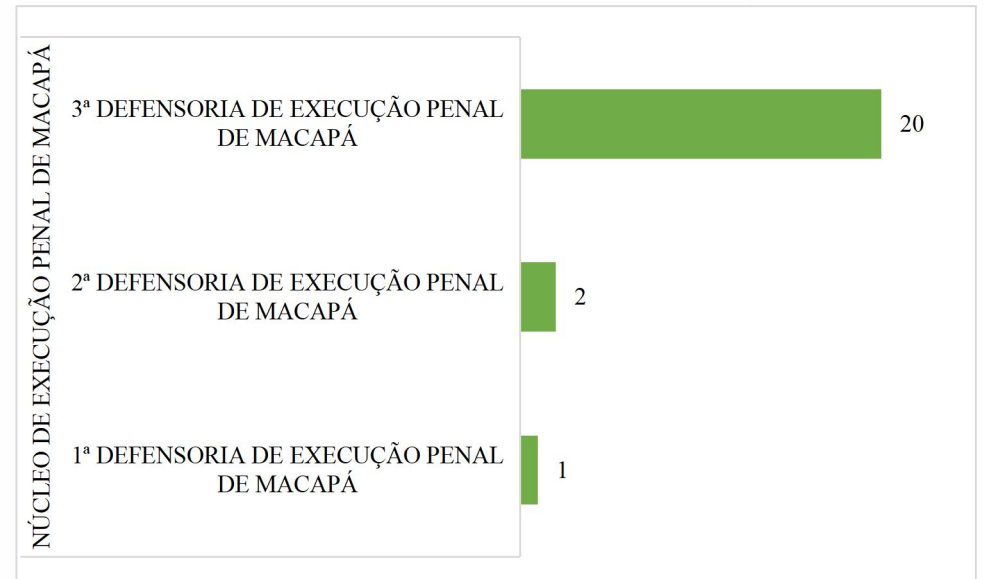 NÚCLEO DE EXECUÇÃO PENAL DE MACAPÁ
3ª DEFENSORIA DE EXECUÇÃO PENAL
DE MACAPÁ
20
2ª DEFENSORIA DE EXECUÇÃO PENAL
DE MACAPÁ
2
1ª DEFENSORIA DE EXECUÇÃO PENAL
DE MACAPÁ
1